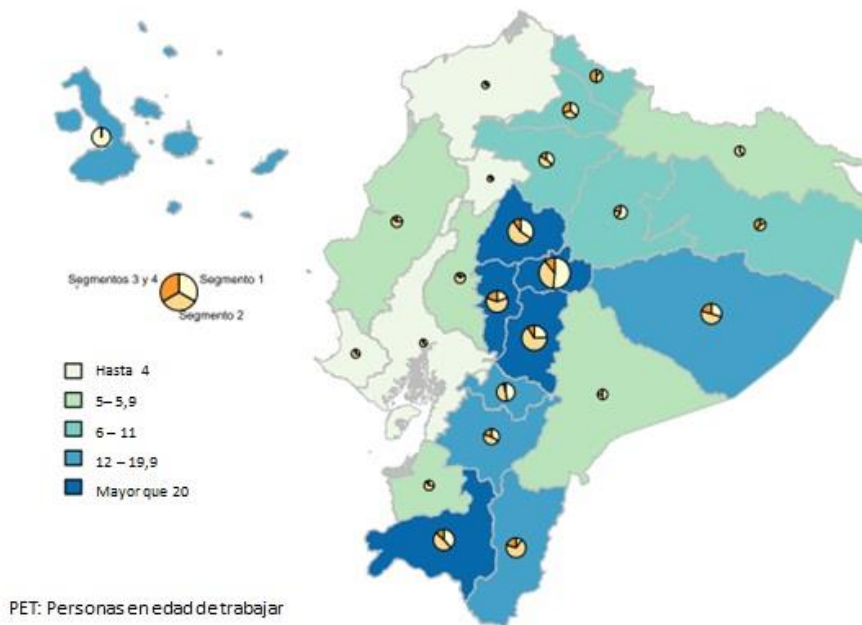 Segmentos 3 y 4
Segmento 1
Segmento 2
Hasta 4
5–5,9
6 – 11
12 – 19,9
Mayor que 20
PET: Personas en edad de trabajar